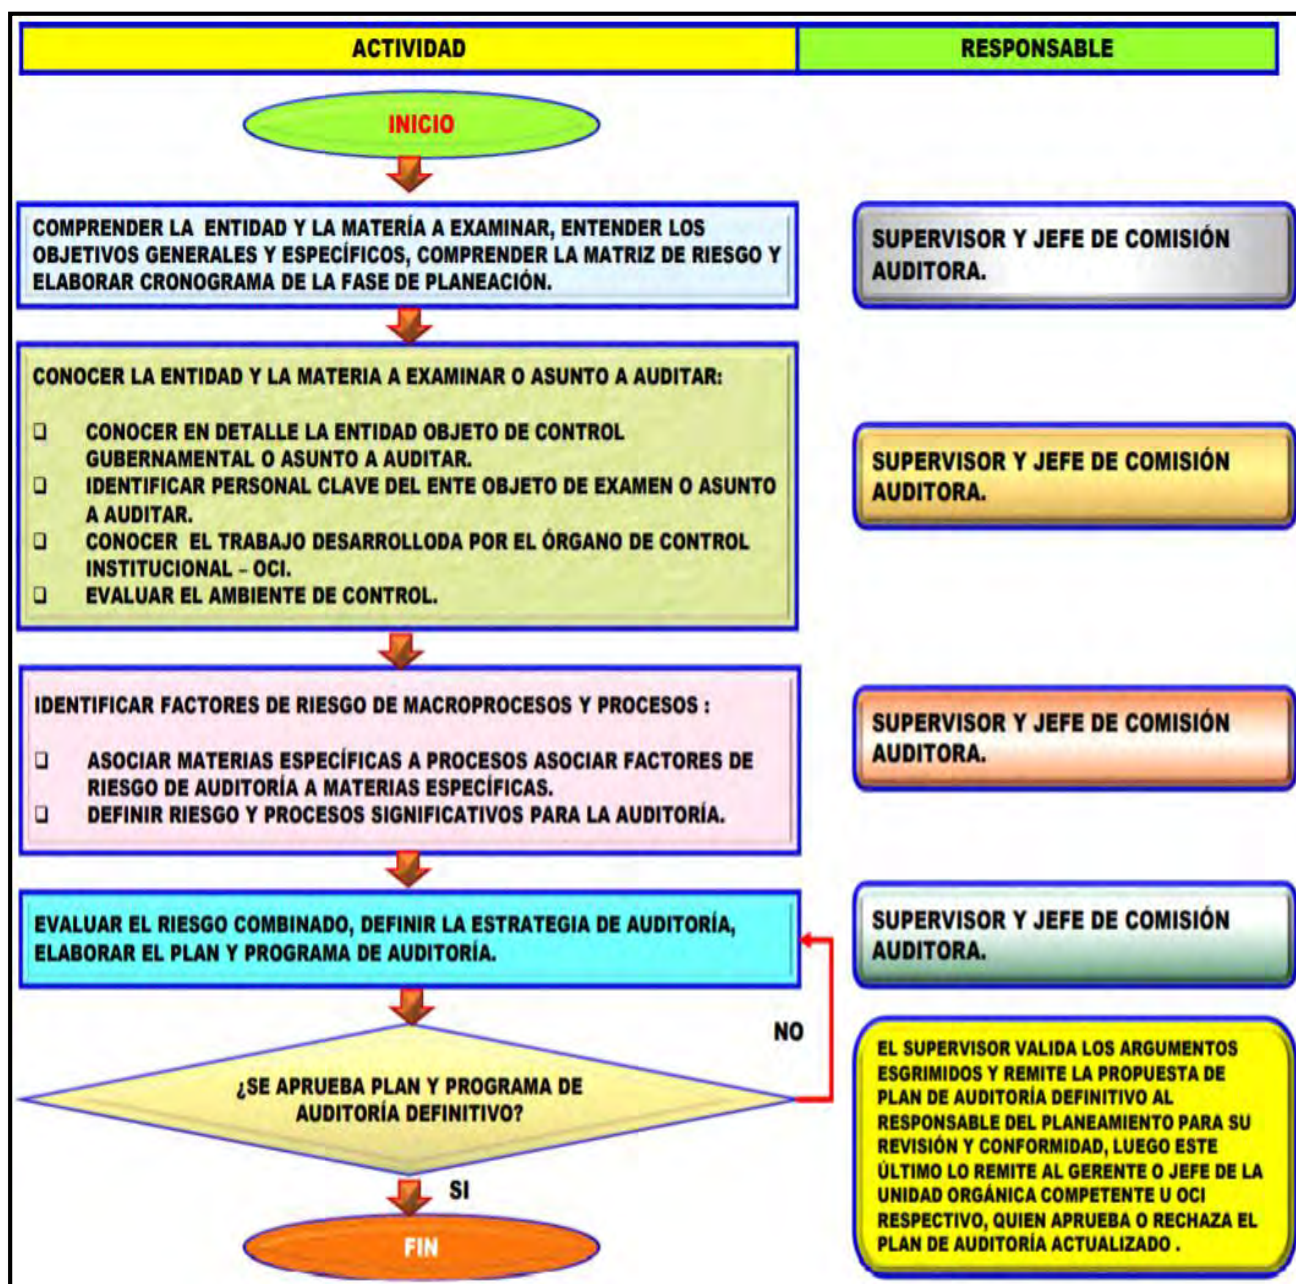 ACTIVIDAD
RESPONSABLE
INICIO
COMPRENDER LA ENTIDAD Y LA MATERÍA A EXAMINAR, ENTENDER LOS
OBJETIVOS GENERALES Y ESPECÍFICOS, COMPRENDER LA MATRIZ DE RIESGO Y
ELABORAR CRONOGRAMA DE LA FASE DE PLANEACIÓN.
SUPERVISOR Y JEFE DE COMISIÓN
AUDITORA.
CONOCER LA ENTIDAD Y LA MATERIA A EXAMINAR O ASUNTO A AUDITAR:
❑ CONOCER EN DETALLE LA ENTIDAD OBJETO DE CONTROL
GUBERNAMENTAL O ASUNTO A AUDITAR.
❑ IDENTIFICAR PERSONAL CLAVE DEL ENTE OBJETO DE EXAMEN O ASUNTO
A AUDITAR.
❑ CONOCER EL TRABAJO DESARROLLODA POR EL ÓRGANO DE CONTROL
INSTITUCIONAL – OCI.
❑ EVALUAR EL AMBIENTE DE CONTROL.
SUPERVISOR Y JEFE DE COMISIÓN
AUDITORA.
IDENTIFICAR FACTORES DE RIESGO DE MACROPROCESOS Y PROCESOS :
❑ ASOCIAR MATERIAS ESPECÍFICAS A PROCESOS ASOCIAR FACTORES DE
RIESGO DE AUDITORÍA A MATERIAS ESPECÍFICAS.
❑ DEFINIR RIESGO Y PROCESOS SIGNIFICATIVOS PARA LA AUDITORÍA.
SUPERVISOR Y JEFE DE COMISIÓN
AUDITORA.
EVALUAR EL RIESGO COMBINADO, DEFINIR LA ESTRATEGIA DE AUDITORÍA,
ELABORAR EL PLAN Y PROGRAMA DE AUDITORÍA.
SUPERVISOR Y JEFE DE COMISIÓN
AUDITORA.
NO
¿SE APRUEBA PLAN Y PROGRAMA DE
AUDITORÍA DEFINITIVO?
SI
FIN
EL SUPERVISOR VALIDA LOS ARGUMENTOS
ESGRIMIDOS Y REMITE LA PROPUESTA DE
PLAN DE AUDITORÍA DEFINITIVO AL
RESPONSABLE DEL PLANEAMIENTO PARA SU
REVISIÓN Y CONFORMIDAD, LUEGO ESTE
ÚLTIMO LO REMITE AL GERENTE O JEFE DE LA
UNIDAD ORGÁNICA COMPETENTE U OCI
RESPECTIVO, QUIEN APRUEBA O RECHAZA EL
PLAN DE AUDITORÍA ACTUALIZADO .